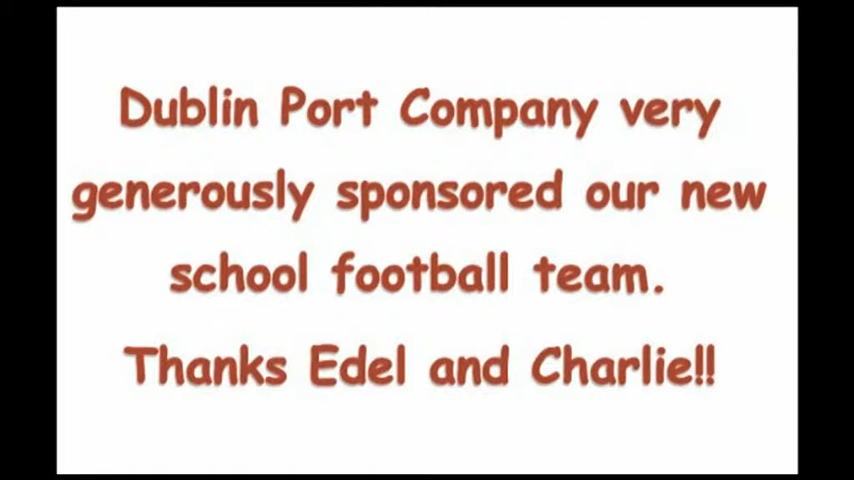 Dublin Port Company very
generously sponsored our new
school football team.
Thanks Edel and Charlie!!